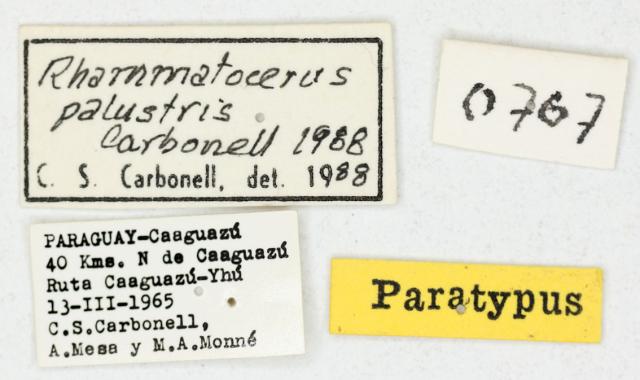 Rhammatocerus
palustris
Carbonell 1988
C. S. Carbonell, det. 1988
0767
PARAGUAY-Caaguazú
40 Kms. N de Caaguazú
Ruta Caaguazú-Yhú
13-III-1965
C.S.Carbonell,
A.Mesa y M.A.Monné
Paratypus